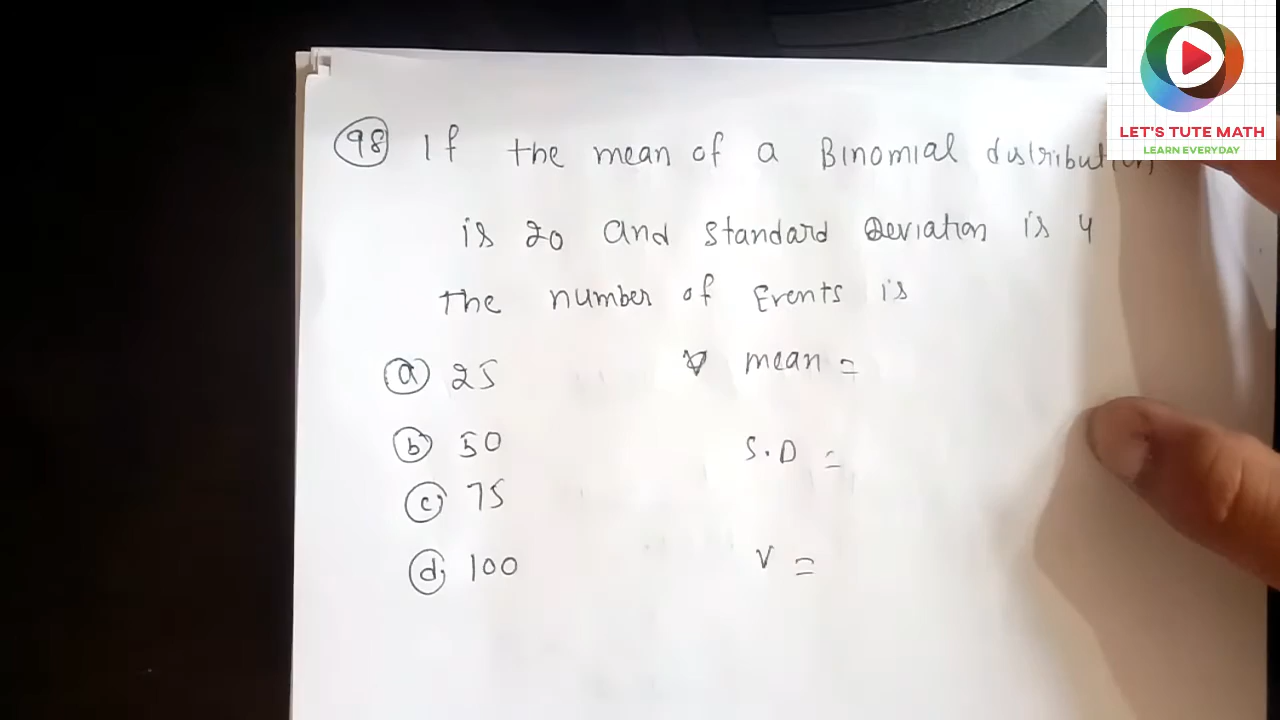 98 If the mean of a Binomial distribution
is 20 and standard Deviation is 4
The number of Events is
a 25
mean =
b 50
S.D =
c 75
d 100
V =
LET'S TUTE MATH
LEARN EVERYDAY